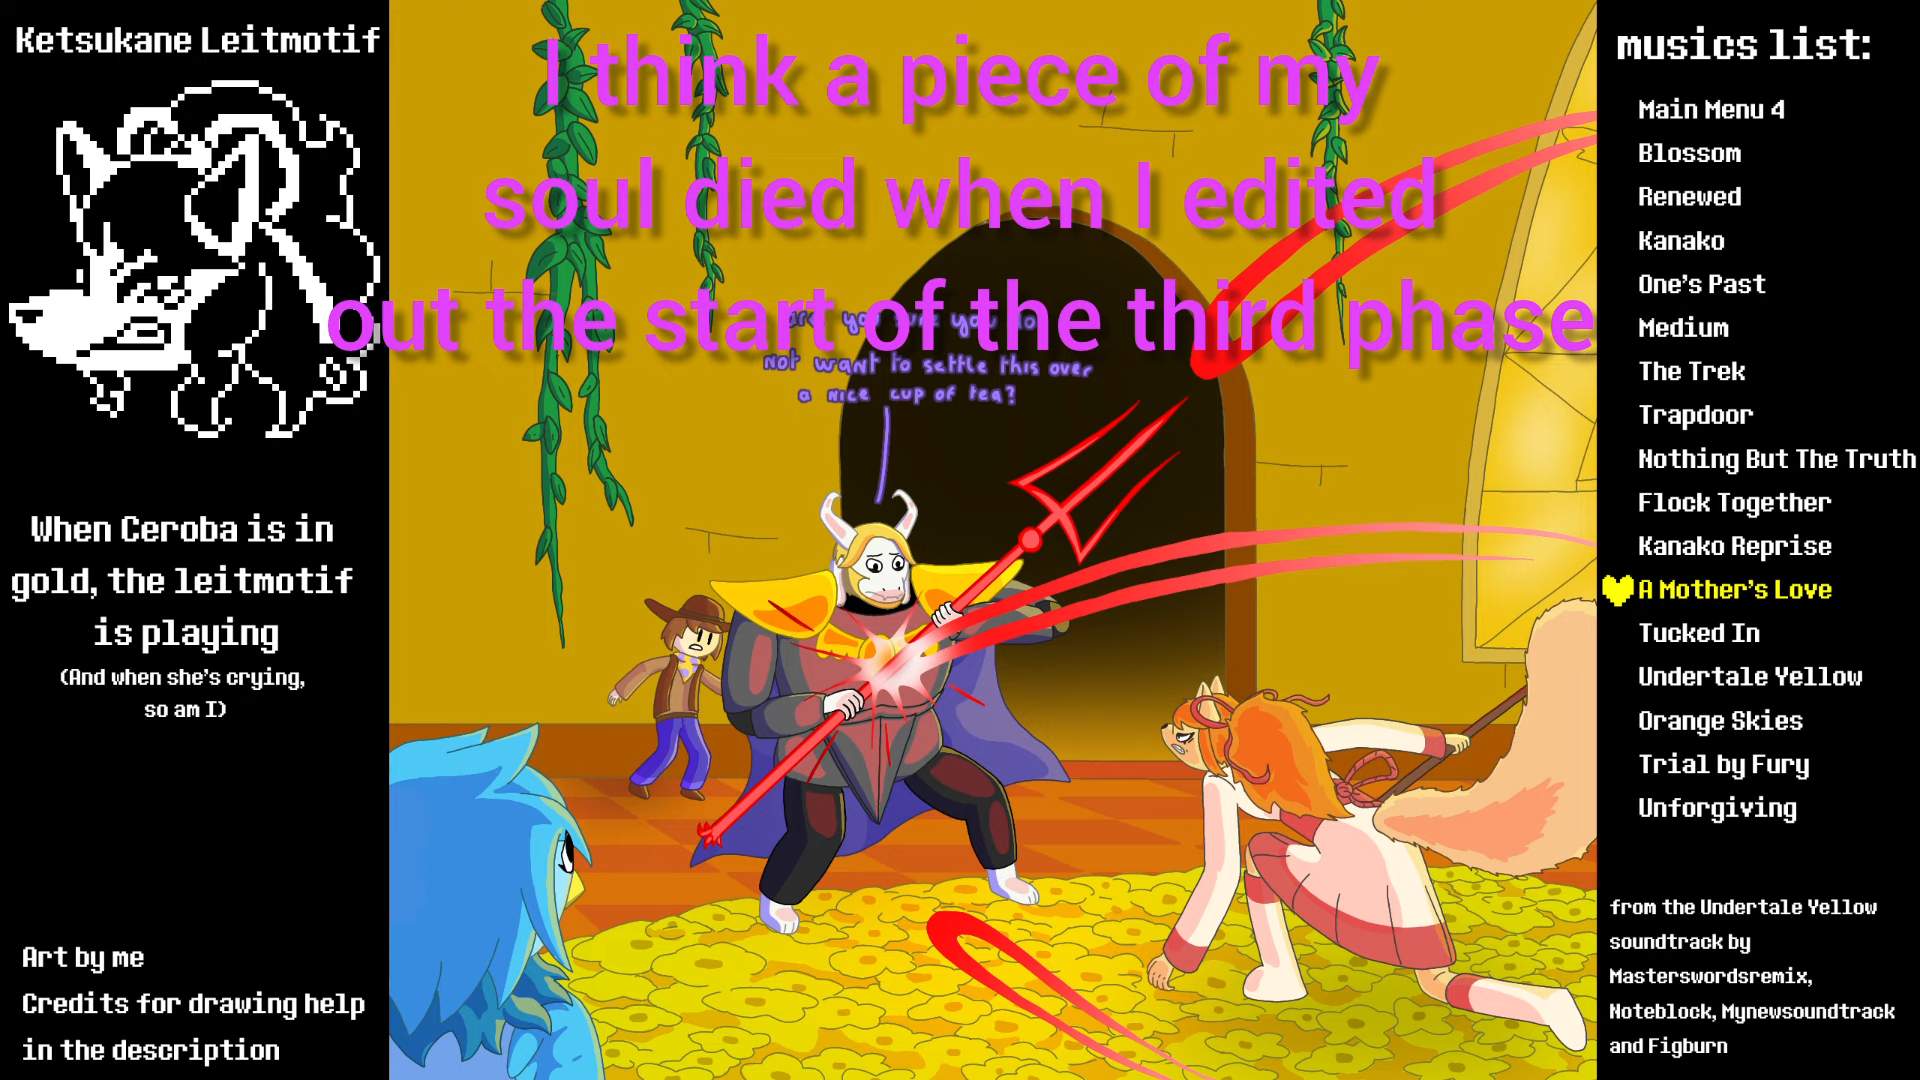 Ketsukane Leitmotif
When Ceroba is in
gold, the leitmotif
is playing
(And when she's crying,
so am I)
Art by me
Credits for drawing help
in the description
I think a piece of my
soul died when I edited
out the start of the third phase
not want to settle this over
a nice cup of tea?
musics list:
Main Menu 4
Blossom
Renewed
Kanako
One's Past
Medium
The Trek
Trapdoor
Nothing But The Truth
Flock Together
Kanako Reprise
A Mother's Love
Tucked In
Undertale Yellow
Orange Skies
Trial by Fury
Unforgiving
from the Undertale Yellow
soundtrack by
Masterswordsremix,
Noteblock, Mynewsoundtrack
and Figburn